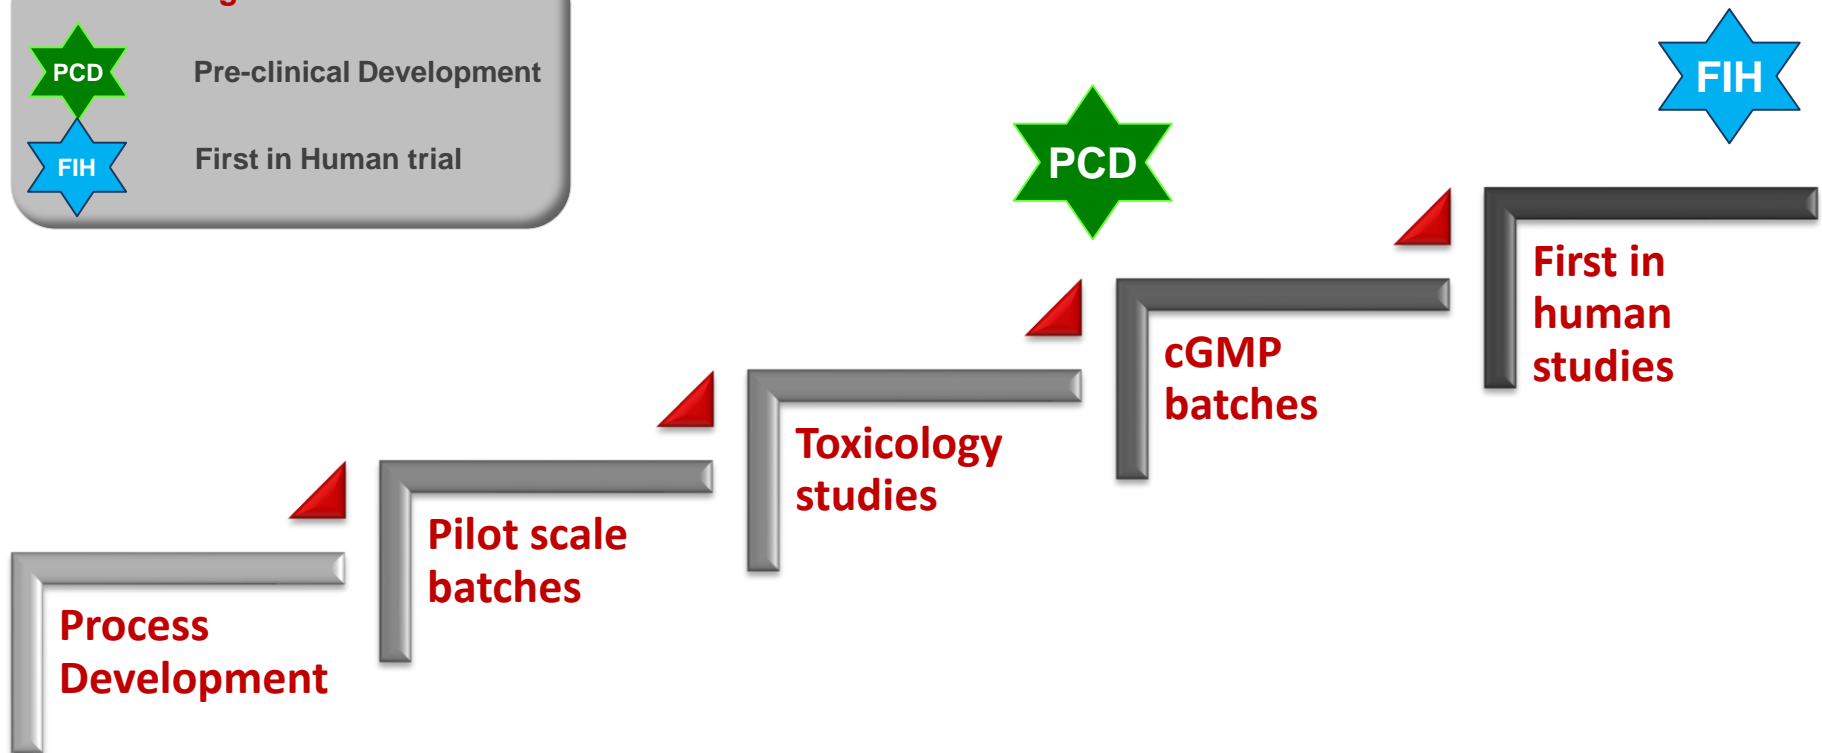 PCD
Pre-clinical Development
FIH
First in Human trial
FIH
PCD
First in
human
studies
cGMP
batches
Toxicology
studies
Pilot scale
batches
Process
Development